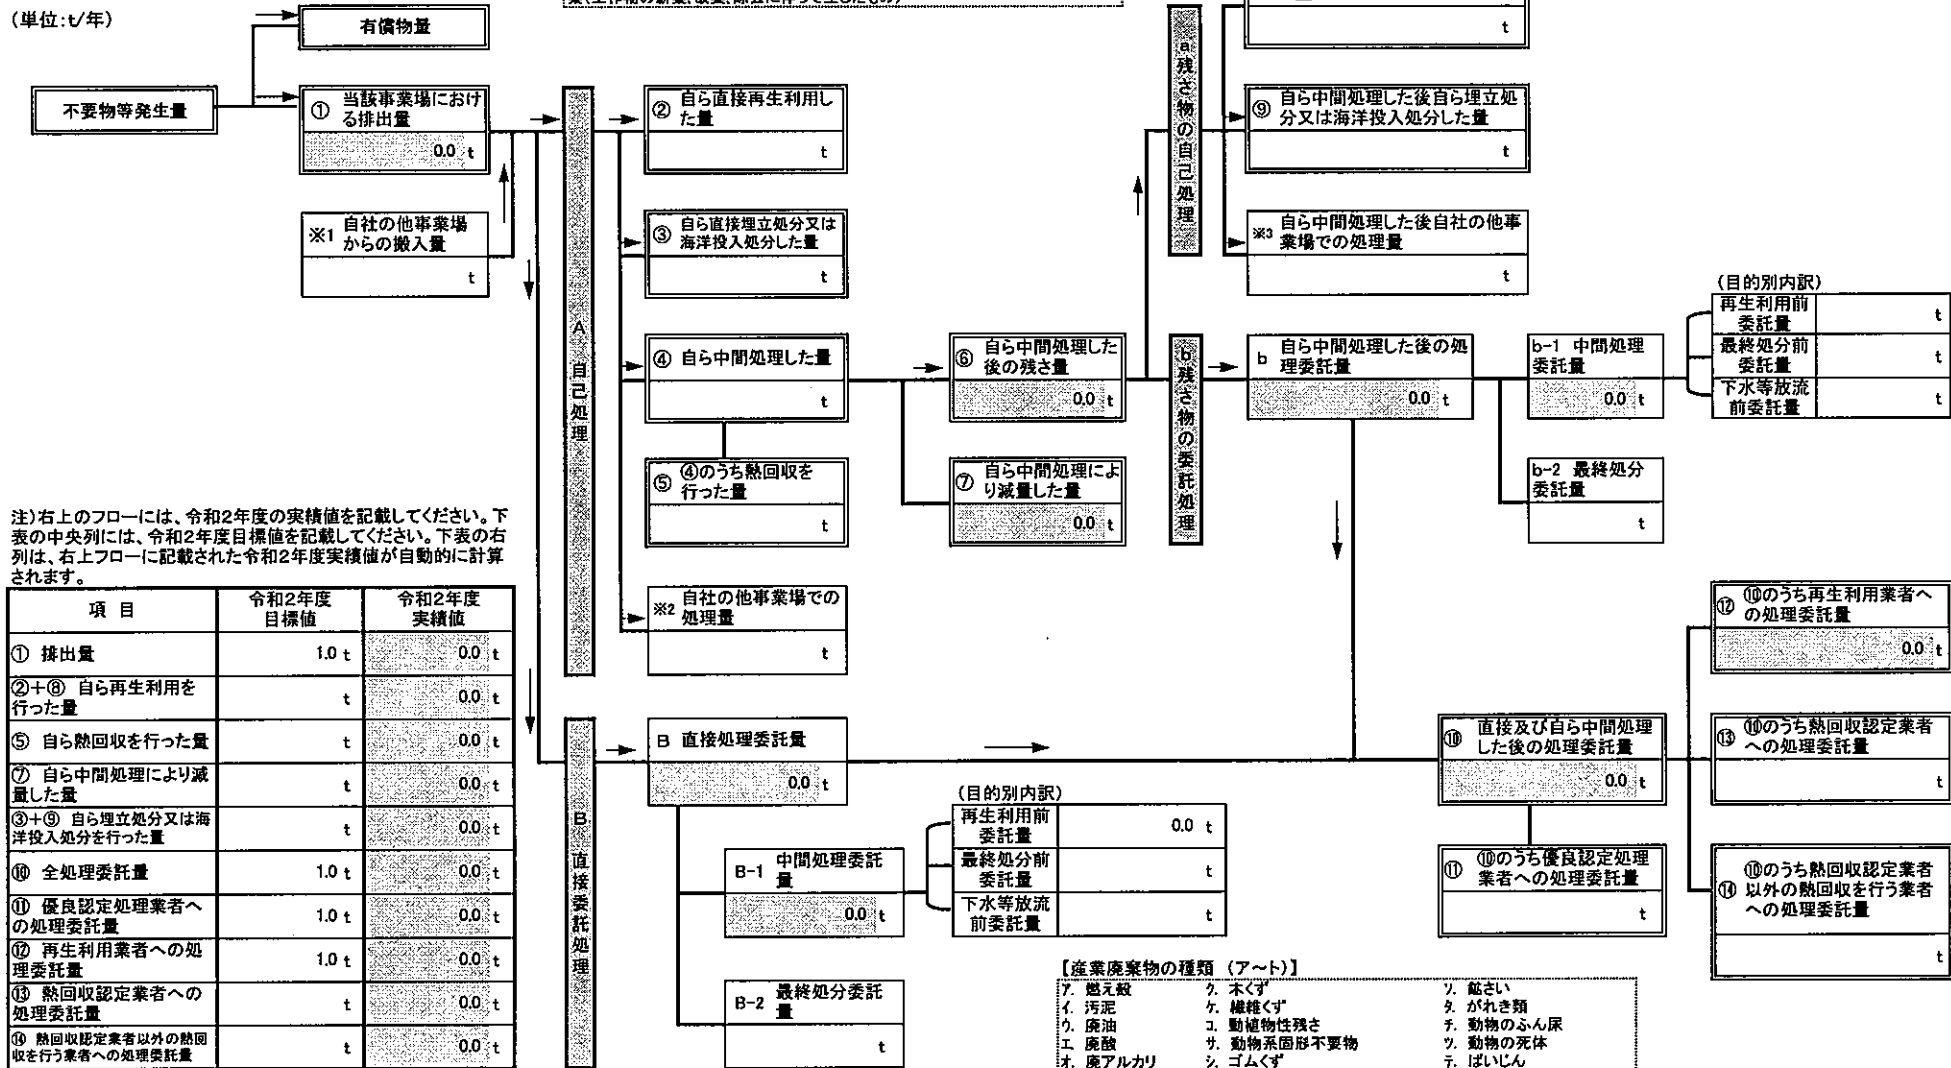 (単位:t/年)
有償物量
不要物等発生量
① 当該事業場におけ
る排出量
0.0 t
※1 自社の他事業場
からの搬入量
t
A 自己処理
② 自ら直接再生利用し
た量
t
③ 自ら直接埋立処分又は
海洋投入処分した量
t
④ 自ら中間処理した量
t
⑤ ④のうち熱回収を
行った量
t
※2 自社の他事業場での
処理量
t
⑥ 自ら中間処理した
後の残さ量
0.0 t
⑦ 自ら中間処理によ
り減量した量
0.0 t
a 残さ物の自己処理
t
⑨ 自ら中間処理した後自ら埋立処
分又は海洋投入処分した量
t
※3 自ら中間処理した後自社の他事
業場での処理量
t
b 残さ物の委託処理
b 自ら中間処理した後の処
理委託量
0.0 t
b-1 中間処理
委託量
0.0 t
b-2 最終処分
委託量
t
(目的別内訳)
再生利用前
委託量 t
最終処分前
委託量 t
下水等放流
前委託量 t
注)右上のフローには、令和2年度の実績値を記載してください。下
表の中央列には、令和2年度目標値を記載してください。下表の右
列は、右上フローに記載された令和2年度実績値が自動的に計算
されます。
項 目 令和2年度
目標値 令和2年度
実績値
① 排出量 1.0 t 0.0 t
②+⑧ 自ら再生利用を
行った量 t 0.0 t
⑤ 自ら熱回収を行った量 t 0.0 t
⑦ 自ら中間処理により減
量した量 t 0.0 t
③+⑨ 自ら埋立処分又は海
洋投入処分を行った量 t 0.0 t
⑩ 全処理委託量 1.0 t 0.0 t
⑪ 優良認定処理業者へ
の処理委託量 1.0 t 0.0 t
⑫ 再生利用業者への処
理委託量 1.0 t 0.0 t
⑬ 熱回収認定業者への
処理委託量 t 0.0 t
⑭ 熱回収認定業者以外の熱回
収を行う業者への処理委託量 t 0.0 t
B 直接委託処理
B 直接処理委託量
0.0 t
B-1 中間処理委託
量
0.0 t
B-2 最終処分委託
量
t
(目的別内訳)
再生利用前
委託量 0.0 t
最終処分前
委託量 t
下水等放流
前委託量 t
⑩ 直接及び自ら中間処理
した後の処理委託量
0.0 t
⑪ ⑩のうち優良認定処理
業者への処理委託量
t
⑫ ⑩のうち再生利用業者へ
の処理委託量
0.0 t
⑬ ⑩のうち熱回収認定業者
への処理委託量
t
⑭ ⑩のうち熱回収認定業者
以外の熱回収を行う業者
への処理委託量
t
【産業廃棄物の種類 (ア~ト)】
ア. 燃え殻 ク. 木くず ソ. 鉱さい
イ. 汚泥 ケ. 繊維くず タ. がれき類
ウ. 廃油 コ. 動植物性残さ チ. 動物のふん尿
エ. 廃酸 サ. 動物系固形不要物 ツ. 動物の死体
オ. 廃アルカリ シ. ゴムくず テ. ばいじん